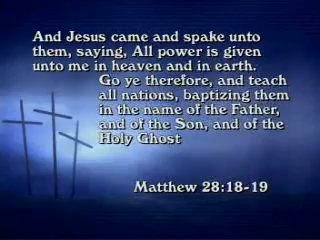 And Jesus came and spake unto
them, saying, All power is given
unto me in heaven and in earth.
Go ye therefore, and teach
all nations, baptizing them
in the name of the Father,
and of the Son, and of the
Holy Ghost
Matthew 28:18-19